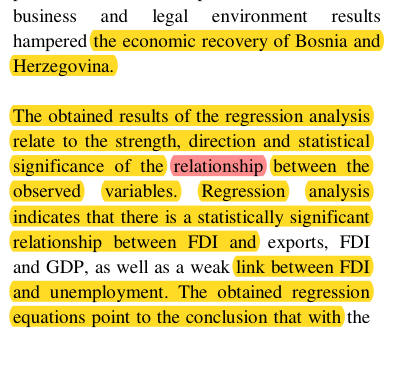 business and legal environment results
hampered the economic recovery of Bosnia and
Herzegovina.
The obtained results of the regression analysis
relate to the strength, direction and statistical
significance of the relationship between the
observed variables. Regression analysis
indicates that there is a statistically significant
relationship between FDI and exports, FDI
and GDP, as well as a weak link between FDI
and unemployment. The obtained regression
equations point to the conclusion that with the